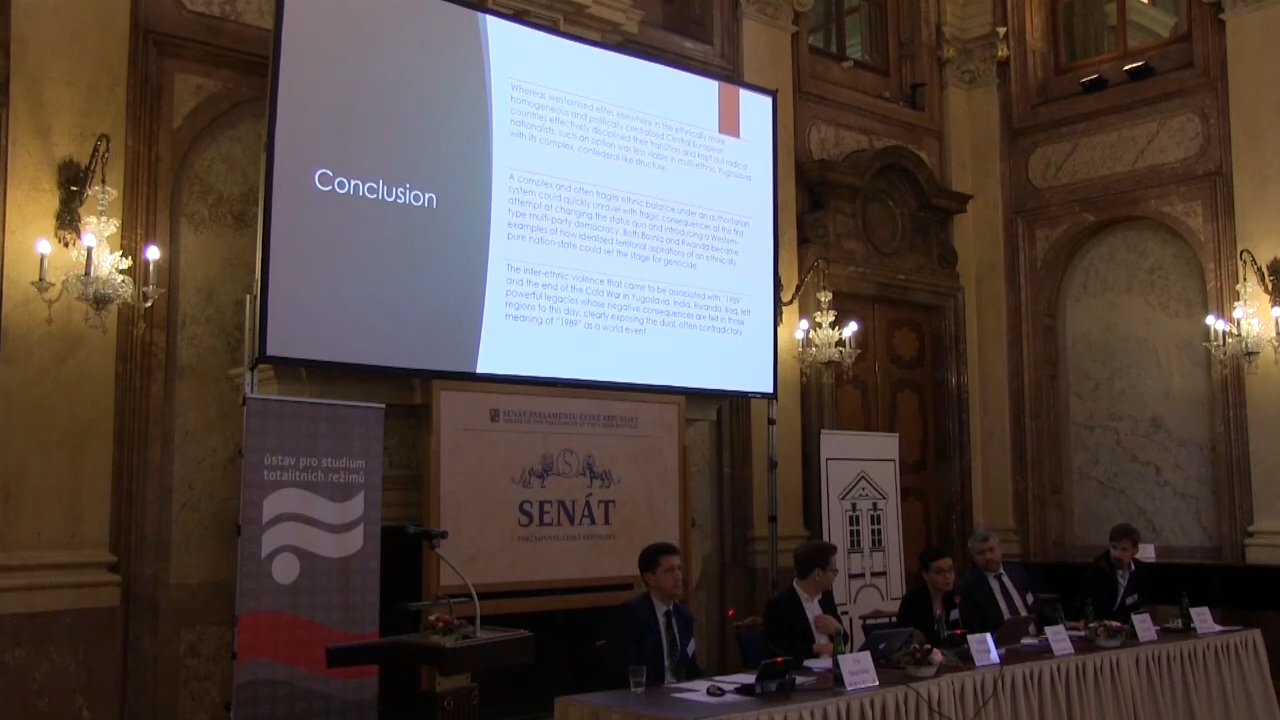 Conclusion
Whereas westernised elites elsewhere in the ethnically more
homogeneous and politically centralised Central European
countries effectively disciplined their transition and kept out radical
nationalists, such an option was less viable in multi-ethnic Yugoslavia
with its complex, confederal-like structure.
A complex and often fragile ethnic balance under an authoritarian
system could quickly unravel with tragic consequences at the first
attempt at changing the status quo and introducing a Western-
type multi-party democracy. Both Bosnia and Rwanda became
examples of how idealized territorial aspirations of an ethnically
pure nation-state could set the stage for genocide.
The inter-ethnic violence that came to be associated with "1989"
and the end of the Cold War in Yugoslavia, India, Rwanda, Iraq, left
powerful legacies whose negative consequences are felt in those
regions to this day, clearly exposing the dual, often contradictory
meaning of "1989" as a world event.
ústav pro studium
totalitních režimů
SENÁT PARLAMENTU ČESKÉ REPUBLIKY
SENATE OF THE PARLIAMENT OF THE CZECH REPUBLIC
S
SENÁT
PARLAMENTU ČESKÉ REPUBLIKY